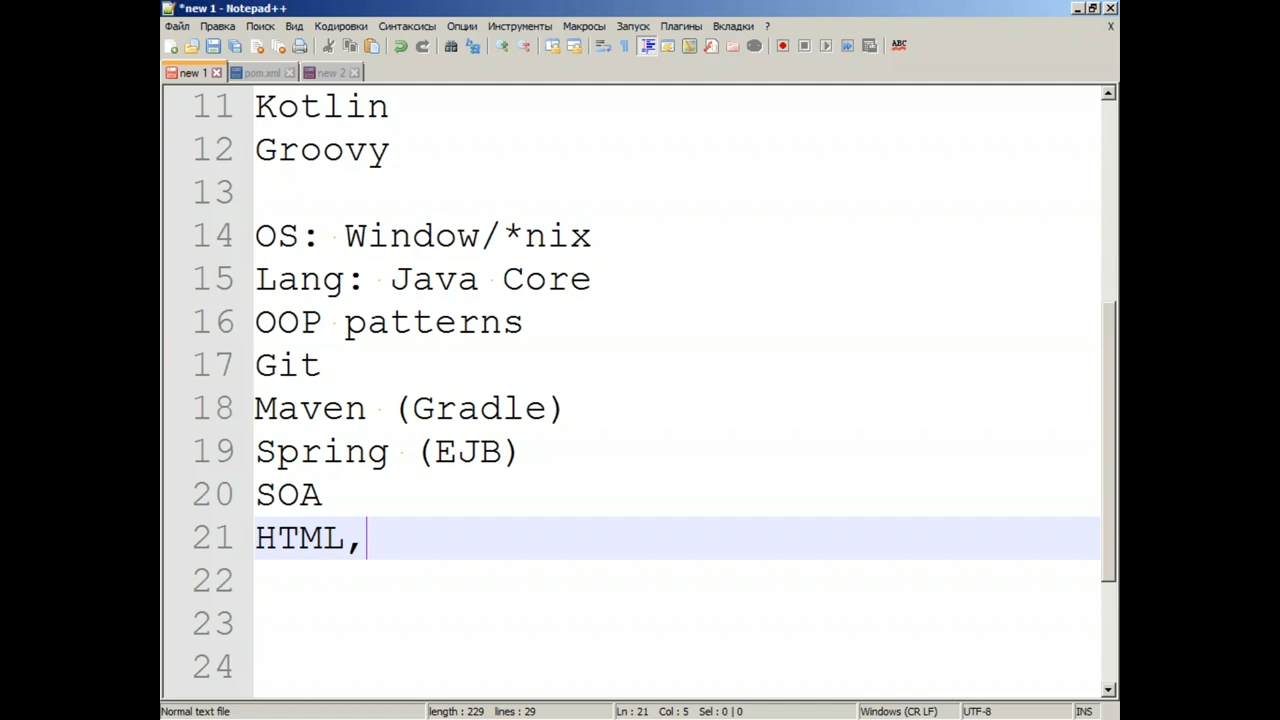 *new 1 - Notepad++
Файл Правка Поиск Вид Кодировки Синтаксисы Опции Инструменты Макросы Запуск Плагины Вкладки ? X
ABC
new 1 pom.xml new 2
11 Kotlin
12 Groovy
13
14 OS: Window/*nix
15 Lang: Java Core
16 OOP patterns
17 Git
18 Maven (Gradle)
19 Spring (EJB)
20 SOA
21 HTML,
22
23
24
Normal text file length : 229 lines : 29 Ln : 21 Col : 5 Sel : 0 | 0 Windows (CR LF) UTF-8 INS